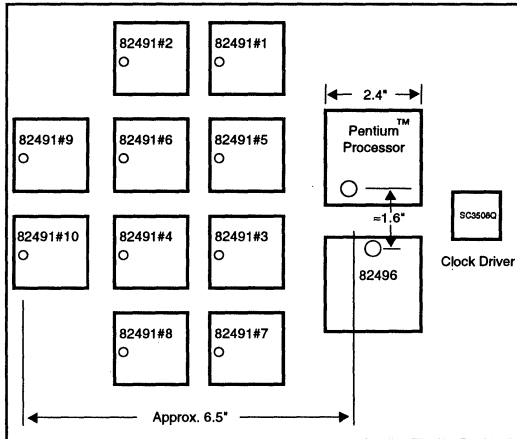 82491#2
82491#1
2.4"
82491#9
82491#6
82491#5
Pentium™
Processor
SC3506Q
≈1.6"
82491#10
82491#4
82491#3
82496
Clock Driver
82491#8
82491#7
Approx. 6.5"